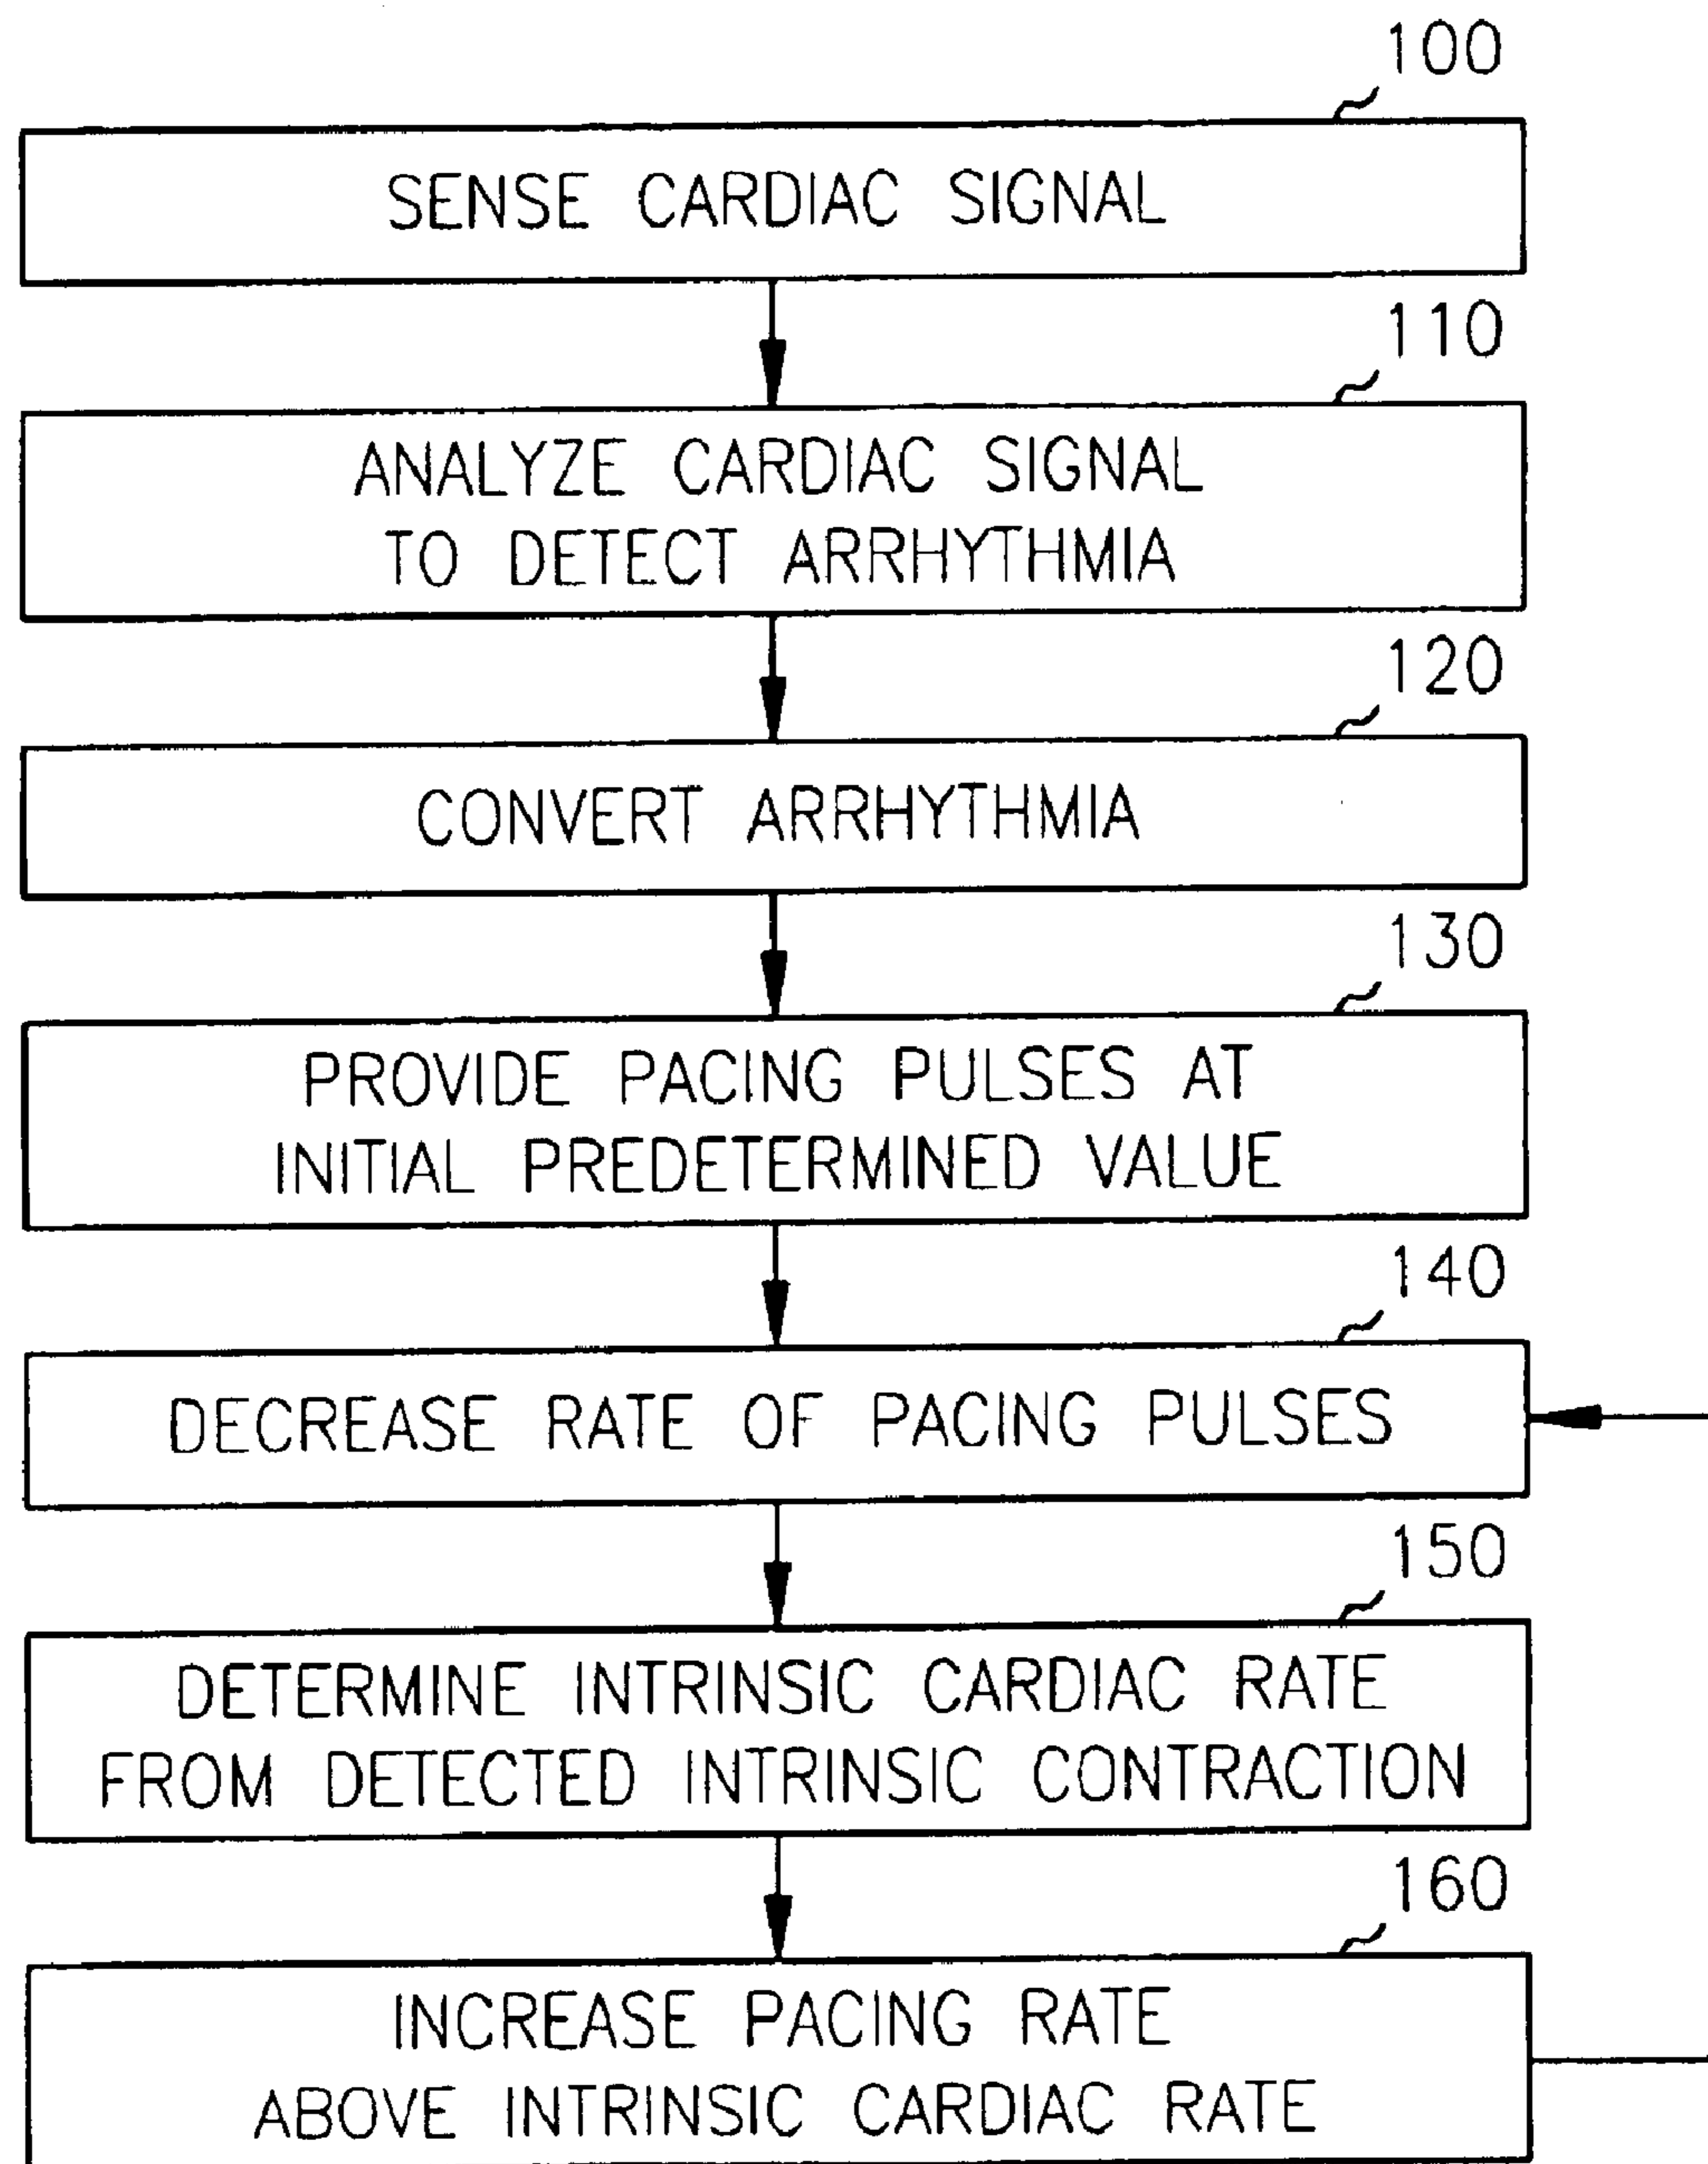 100
SENSE CARDIAC SIGNAL
110
ANALYZE CARDIAC SIGNAL
TO DETECT ARRHYTHMIA
120
CONVERT ARRHYTHMIA
130
PROVIDE PACING PULSES AT
INITIAL PREDETERMINED VALUE
140
DECREASE RATE OF PACING PULSES
150
DETERMINE INTRINSIC CARDIAC RATE
FROM DETECTED INTRINSIC CONTRACTION
160
INCREASE PACING RATE
ABOVE INTRINSIC CARDIAC RATE